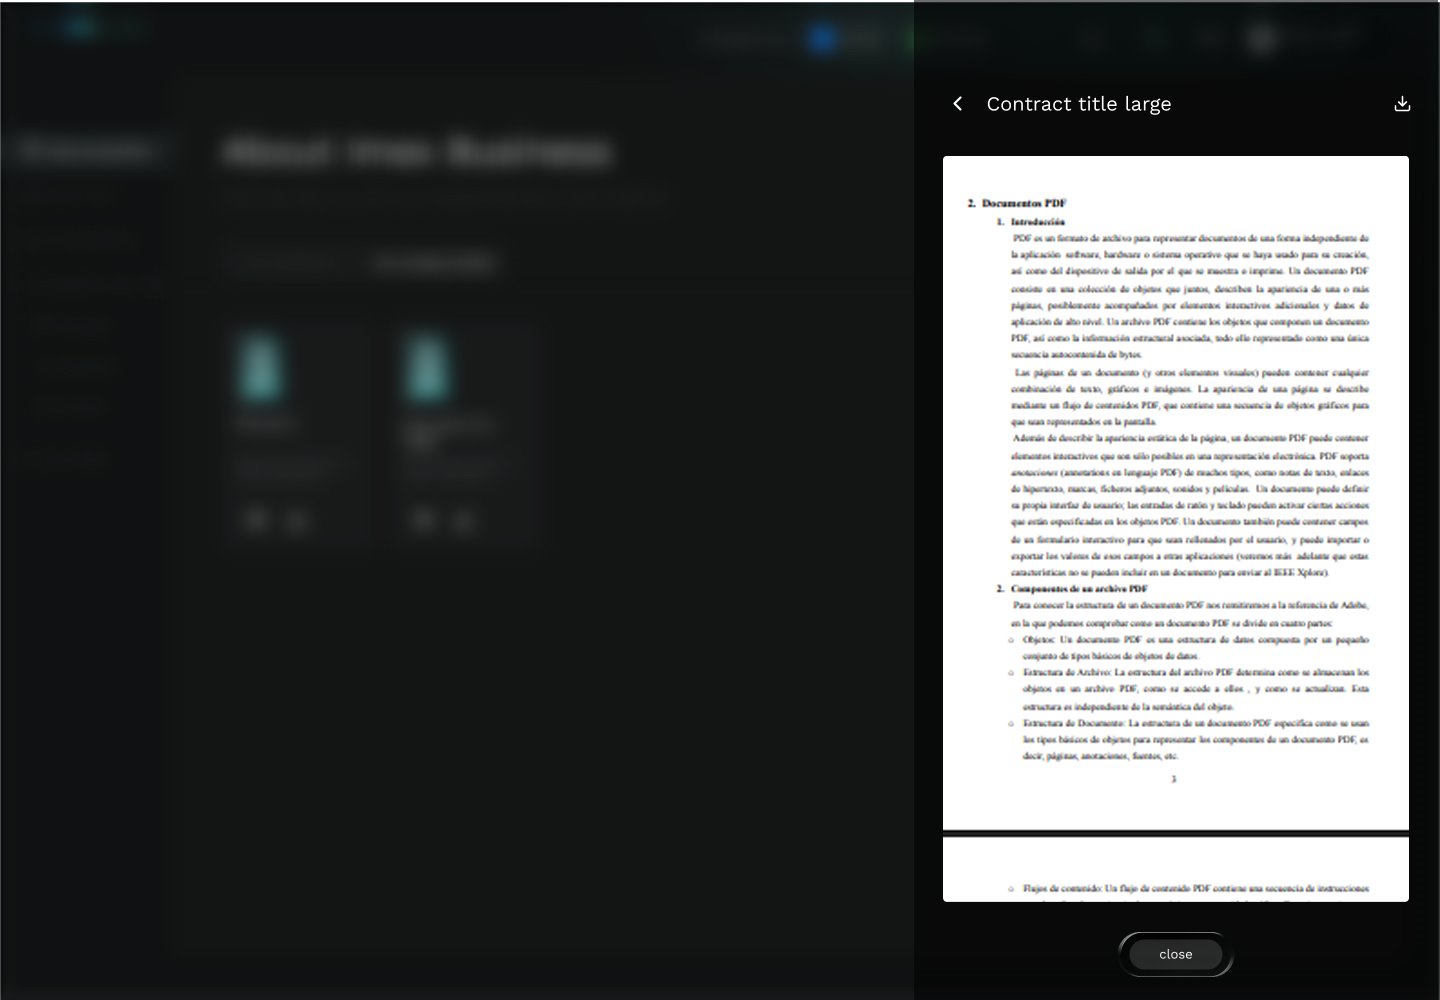 About Imex Business
Contract title large
2. Documentos PDF
1. Introducción
PDF es un formato de archivo para representar documentos de una forma independiente de
la aplicación software, hardware o sistema operativo que se haya usado para su creación,
así como del dispositivo de salida por el que se muestra o imprime. Un documento PDF
consiste en una colección de objetos que juntos, describen la apariencia de una o más
páginas, posiblemente acompañados por elementos interactivos adicionales y datos de
aplicación de alto nivel. Un archivo PDF contiene los objetos que componen un documento
PDF, así como la información estructural asociada, todo ello representado como una única
secuencia autocontenida de bytes.
Las páginas de un documento (y otros elementos visuales) pueden contener cualquier
combinación de texto, gráficos e imágenes. La apariencia de una página se describe
mediante un flujo de contenidos PDF, que contiene una secuencia de objetos gráficos para
que sean representados en la pantalla.
Además de describir la apariencia estática de la página, un documento PDF puede contener
elementos interactivos que son sólo posibles en una representación electrónica. PDF soporta
anotaciones (annotations en lenguaje PDF) de muchos tipos, como notas de texto, enlaces
de hipertexto, marcas, ficheros adjuntos, sonidos y películas. Un documento puede definir
su propia interfaz de usuario; las entradas de ratón y teclado pueden activar ciertas acciones
que están especificadas en los objetos PDF. Un documento también puede contener campos
de un formulario interactivo para que sean rellenados por el usuario, y puede importar o
exportar los valores de esos campos a otras aplicaciones (veremos más adelante que estas
características no se pueden incluir en un documento para enviar al IEEE Xplore).
2. Componentes de un archivo PDF
Para conocer la estructura de un documento PDF nos remitiremos a la referencia de Adobe,
en la que podemos comprobar como un documento PDF se divide en cuatro partes:
o Objetos: Un documento PDF es una estructura de datos compuesta por un pequeño
conjunto de tipos básicos de objetos de datos.
o Estructura de Archivo: La estructura del archivo PDF determina como se almacenan los
objetos en un archivo PDF, como se accede a ellos , y como se actualizan. Esta
estructura es independiente de la semántica del objeto.
o Estructura de Documento: La estructura de un documento PDF especifica como se usan
los tipos básicos de objetos para representar los componentes de un documento PDF, es
decir, páginas, anotaciones, fuentes, etc.
3
o Flujos de contenido: Un flujo de contenido PDF contiene una secuencia de instrucciones
close